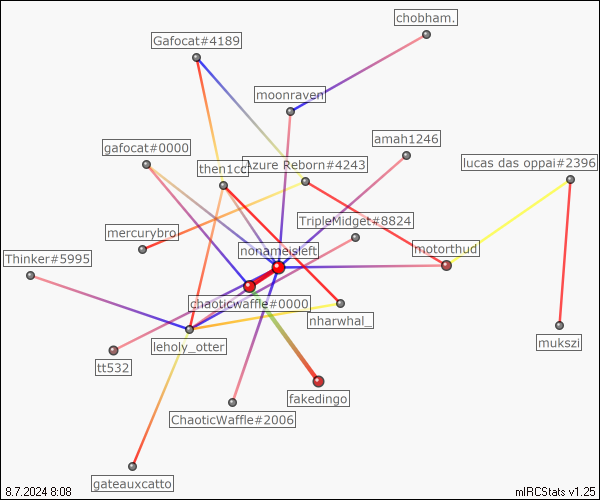 chobham.
Gafocat#4189
moonraven
amah1246
gafocat#0000
then1cc
Azure Reborn#4243
lucas das oppai#2396
TripleMidget#8824
mercurybro
nonameisleft
motorthud
Thinker#5995
chaoticwaffle#0000
nharwhal_
leholy_otter
mukszi
tt532
fakedingo
ChaoticWaffle#2006
gateauxcatto
8.7.2024 8:08
mIRCStats v1.25